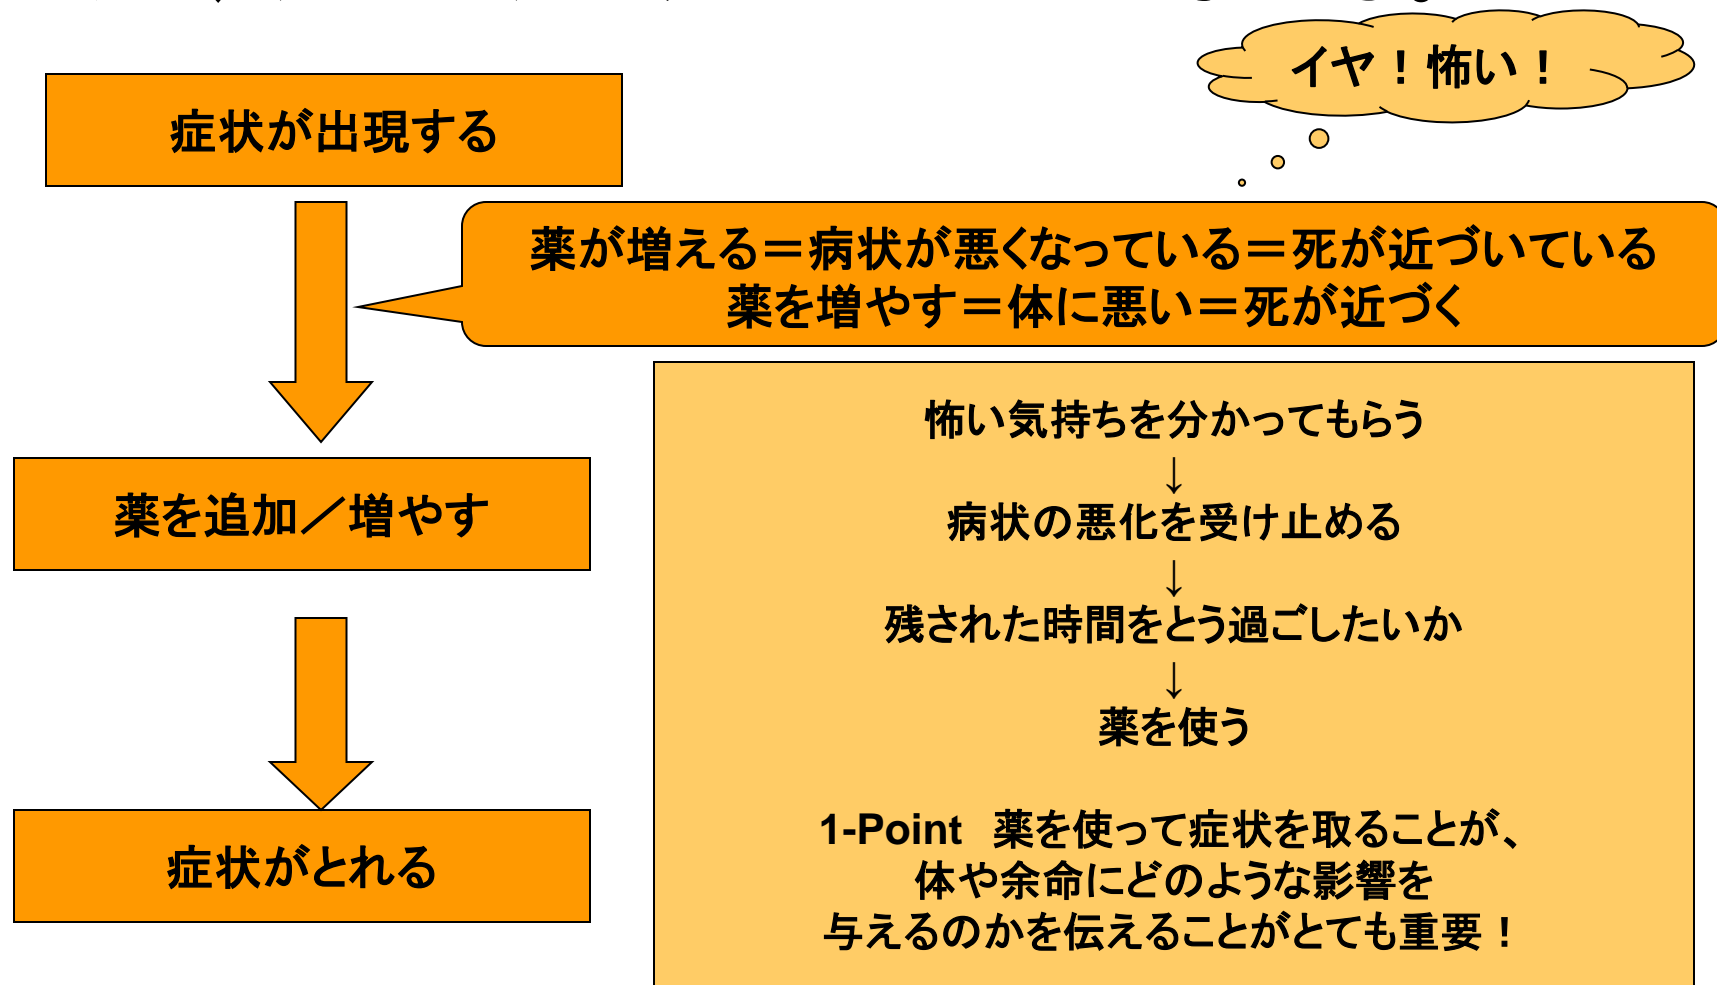 イヤ！怖い！
症状が出現する
薬が増える＝病状が悪くなっている＝死が近づいている
薬を増やす＝体に悪い＝死が近づく
怖い気持ちを分かってもらう
↓
病状の悪化を受け止める
↓
残された時間をとう過ごしたいか
↓
薬を使う
薬を追加／増やす
1-Point　薬を使って症状を取ることが、
体や余命にどのような影響を
与えるのかを伝えることがとても重要！
症状がとれる